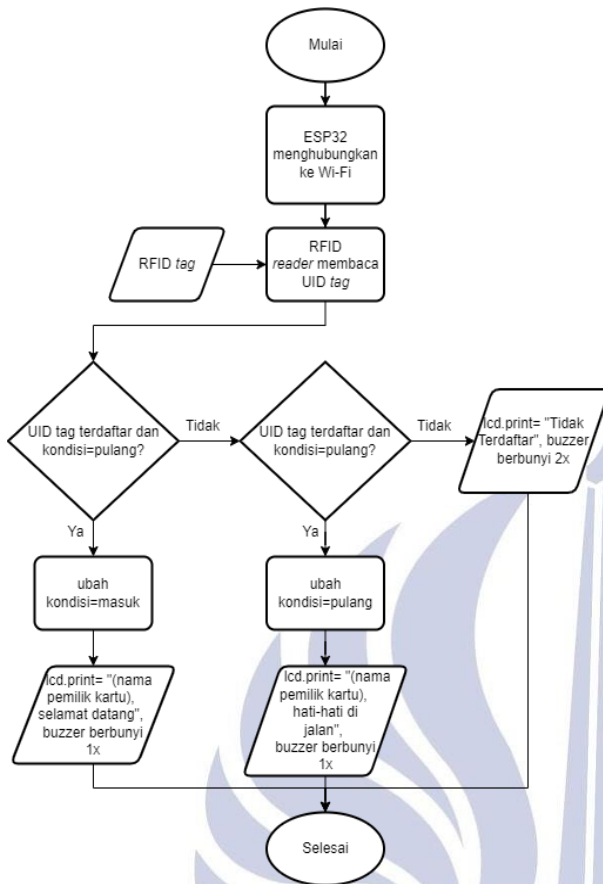 Mulai
ESP32
menghubungkan
ke Wi-Fi
RFID tag
RFID
reader membaca
UID tag
UID tag terdaftar dan
kondisi=pulang?
Tidak
UID tag terdaftar dan
kondisi=pulang?
Tidak
lcd.print= "Tidak
Terdaftar", buzzer
berbunyi 2x
Ya
Ya
ubah
kondisi=masuk
ubah
kondisi=pulang
lcd.print= "(nama
pemilik kartu),
selamat datang",
buzzer berbunyi
1x
lcd.print= "(nama
pemilik kartu),
hati-hati di
jalan",
buzzer berbunyi
1x
Selesai